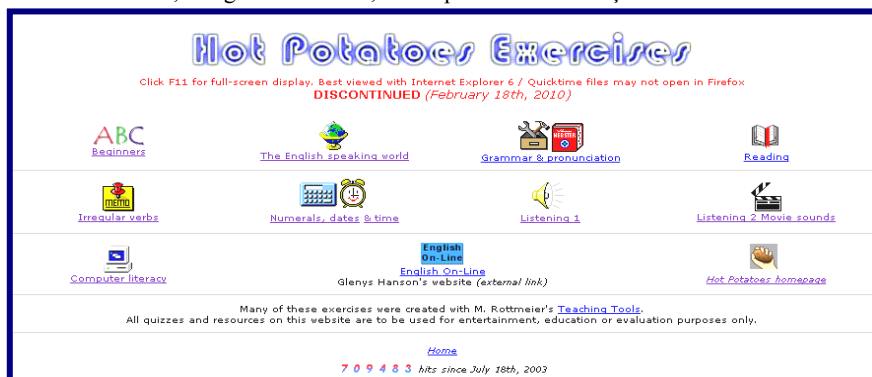 Hot Potatoes Exercises
Click F11 for full-screen display. Best viewed with Internet Explorer 6 / Quicktime files may not open in Firefox
DISCONTINUED (February 18th, 2010)
ABC
WEBSTER
Beginners The English speaking world Grammar & pronunciation Reading
MEMO
Irregular verbs Numerals, dates & time Listening 1 Listening 2 Movie sounds
English
On-Line
Computer literacy English On-Line Hot Potatoes homepage
Glenys Hanson's website (external link)
Many of these exercises were created with M. Rottmeier's Teaching Tools.
All quizzes and resources on this website are to be used for entertainment, education or evaluation purposes only.
Home
709483 hits since July 18th, 2003